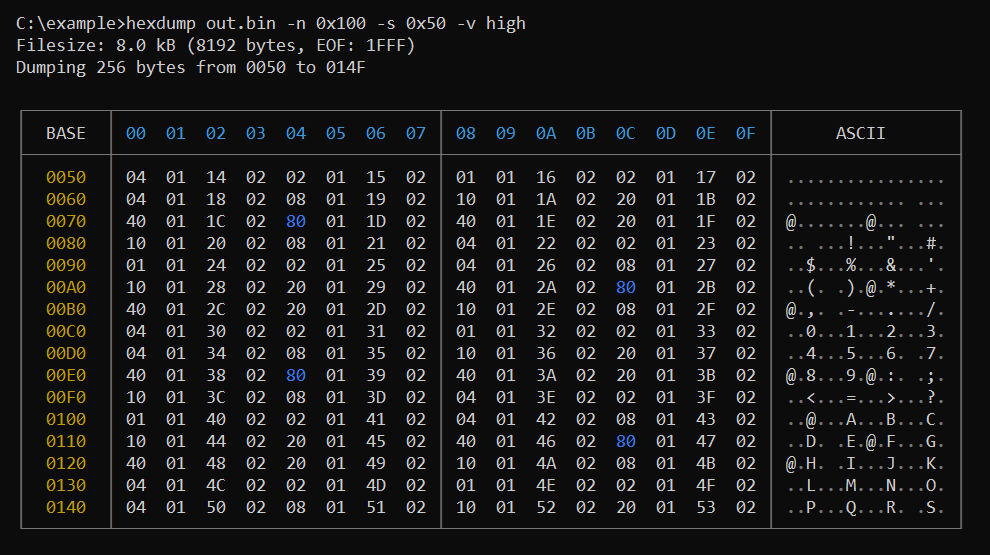 C:\example>hexdump out.bin -n 0x100 -s 0x50 -v high
Filesize: 8.0 kB (8192 bytes, EOF: 1FFF)
Dumping 256 bytes from 0050 to 014F
BASE 00 01 02 03 04 05 06 07 08 09 0A 0B 0C 0D 0E 0F ASCII
0050 04 01 14 02 02 01 15 02 01 01 16 02 02 01 17 02 ................
0060 04 01 18 02 08 01 19 02 10 01 1A 02 20 01 1B 02 ............ ...
0070 40 01 1C 02 80 01 1D 02 40 01 1E 02 20 01 1F 02 @.......@... ...
0080 10 01 20 02 08 01 21 02 04 01 22 02 02 01 23 02 .. ...!..."...#.
0090 01 01 24 02 02 01 25 02 04 01 26 02 08 01 27 02 ..$...%...&...'.
00A0 10 01 28 02 20 01 29 02 40 01 2A 02 80 01 2B 02 ..(. .).@.*...+.
00B0 40 01 2C 02 20 01 2D 02 10 01 2E 02 08 01 2F 02 @.,. .-......./.
00C0 04 01 30 02 02 01 31 02 01 01 32 02 02 01 33 02 ..0...1...2...3.
00D0 04 01 34 02 08 01 35 02 10 01 36 02 20 01 37 02 ..4...5...6. .7.
00E0 40 01 38 02 80 01 39 02 40 01 3A 02 20 01 3B 02 @.8...9.@.:. .;.
00F0 10 01 3C 02 08 01 3D 02 04 01 3E 02 02 01 3F 02 ..<...=...>...?.
0100 01 01 40 02 02 01 41 02 04 01 42 02 08 01 43 02 ..@...A...B...C.
0110 10 01 44 02 20 01 45 02 40 01 46 02 80 01 47 02 ..D. .E.@.F...G.
0120 40 01 48 02 20 01 49 02 10 01 4A 02 08 01 4B 02 @.H. .I...J...K.
0130 04 01 4C 02 02 01 4D 02 01 01 4E 02 02 01 4F 02 ..L...M...N...O.
0140 04 01 50 02 08 01 51 02 10 01 52 02 20 01 53 02 ..P...Q...R. .S.